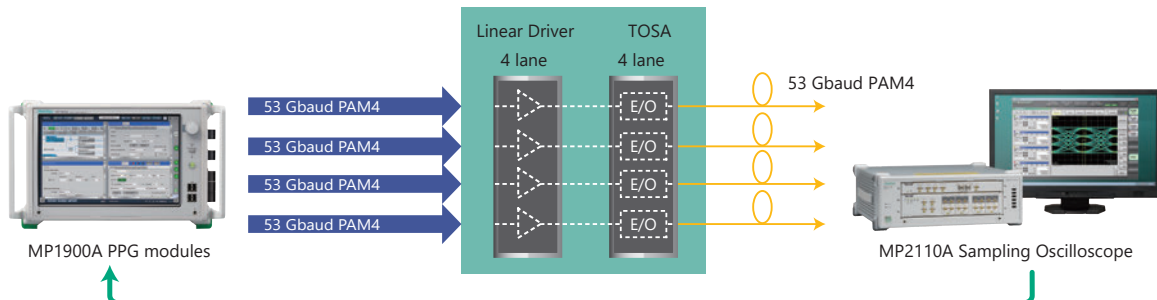 Linear Driver
4 lane
TOSA
4 lane
53 Gbaud PAM4
53 Gbaud PAM4
53 Gbaud PAM4
53 Gbaud PAM4
E/O
E/O
E/O
E/O
53 Gbaud PAM4
MP1900A PPG modules
MP2110A Sampling Oscilloscope